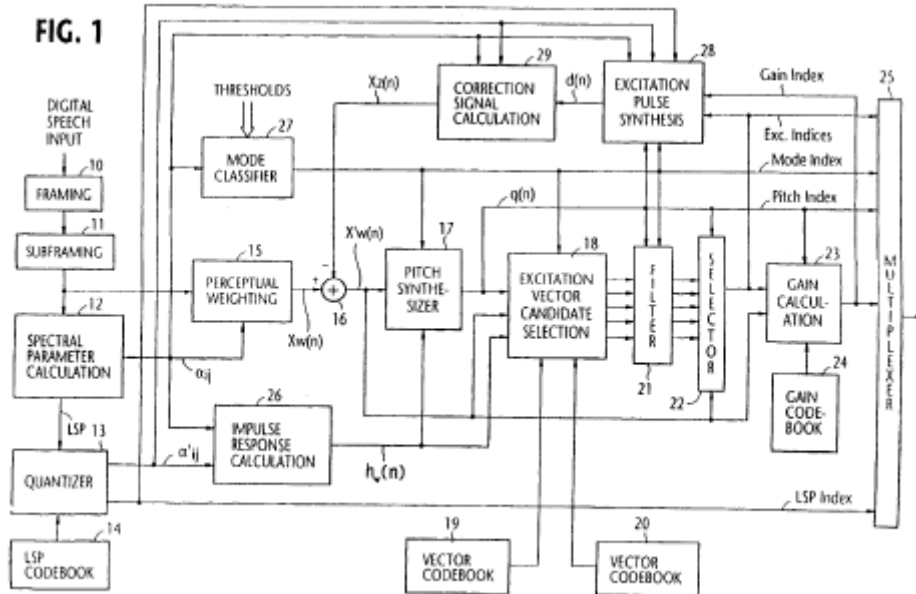 FIG. 1
DIGITAL
SPEECH
INPUT
10
FRAMING
11
SUBFRAMING
12
SPECTRAL
PARAMETER
CALCULATION
LSP
13
QUANTIZER
14
LSP
CODEBOOK
THRESHOLDS
27
MODE
CLASSIFIER
15
PERCEPTUAL
WEIGHTING
αij
α'ij
26
IMPULSE
RESPONSE
CALCULATION
Xz(n)
29
CORRECTION
SIGNAL
CALCULATION
d(n)
28
EXCITATION
PULSE
SYNTHESIS
Xw(n)
- +
+
16
X'w(n)
17
PITCH
SYNTHE-
SIZER
q(n)
18
EXCITATION
VECTOR
CANDIDATE
SELECTION
hw(n)
FILTER
21
SELECTOR
22
23
GAIN
CALCUL-
ATION
24
GAIN
CODE-
BOOK
19
VECTOR
CODEBOOK
20
VECTOR
CODEBOOK
Gain Index
Exc. Indices
Mode Index
Pitch Index
LSP Index
25
MULTIPLEXER